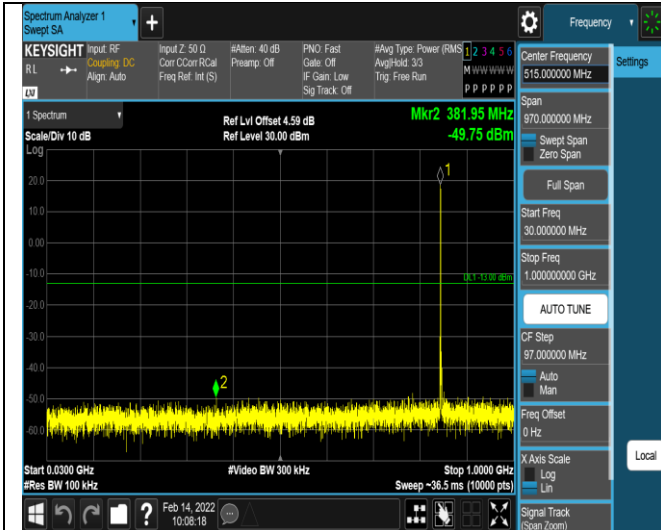 Spectrum Analyzer 1
Swept SA
Frequency
KEYSIGHT
RL
LXI
Input: RF
Coupling: DC
Align: Auto
Input Z: 50 Ω
Corr CCorr RCal
Freq Ref: Int (S)
#Atten: 40 dB
Preamp: Off
PNO: Fast
Gate: Off
IF Gain: Low
Sig Track: Off
#Avg Type: Power (RMS
Avg|Hold: 3/3
Trig: Free Run
1 2 3 4 5 6
M W W W W W
P P P P P P
1 Spectrum
Scale/Div 10 dB
Log
Ref Lvl Offset 4.59 dB
Ref Level 30.00 dBm
Mkr2 381.95 MHz
-49.75 dBm
20.0
10.0
0.00
-10.0
-20.0
-30.0
-40.0
-50.0
-60.0
1
DL1 -13.00 dBm
2
Start 0.0300 GHz
#Res BW 100 kHz
#Video BW 300 kHz
Stop 1.0000 GHz
Sweep ~36.5 ms (10000 pts)
Feb 14, 2022
10:08:18
Center Frequency
515.000000 MHz
Span
970.000000 MHz
Swept Span
Zero Span
Full Span
Start Freq
30.000000 MHz
Stop Freq
1.000000000 GHz
AUTO TUNE
CF Step
97.000000 MHz
Auto
Man
Freq Offset
0 Hz
X Axis Scale
Log
Lin
Signal Track
(Span Zoom)
Settings
Local